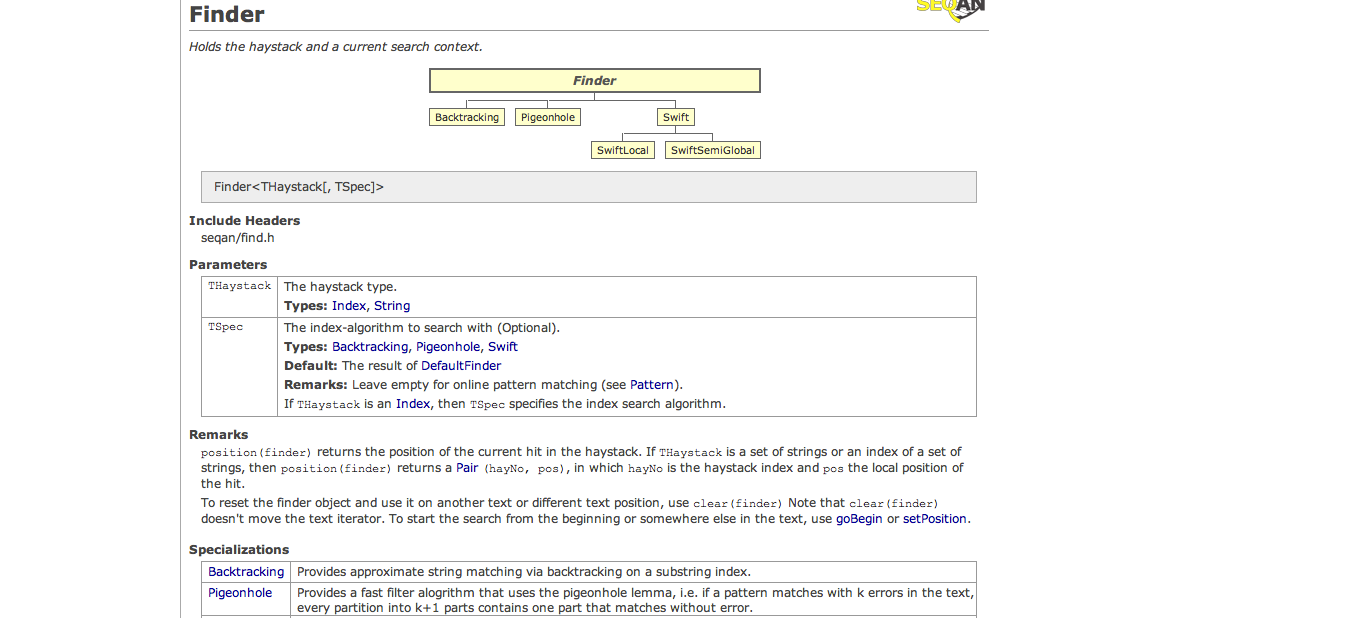 Finder
SEQAN
Holds the haystack and a current search context.
Finder
Backtracking Pigeonhole Swift
SwiftLocal SwiftSemiGlobal
Finder<THaystack[, TSpec]>
Include Headers
seqan/find.h
Parameters
THaystack The haystack type.
Types: Index, String
TSpec The index-algorithm to search with (Optional).
Types: Backtracking, Pigeonhole, Swift
Default: The result of DefaultFinder
Remarks: Leave empty for online pattern matching (see Pattern).
If THaystack is an Index, then TSpec specifies the index search algorithm.
Remarks
position(finder) returns the position of the current hit in the haystack. If THaystack is a set of strings or an index of a set of
strings, then position(finder) returns a Pair (hayNo, pos), in which hayNo is the haystack index and pos the local position of
the hit.
To reset the finder object and use it on another text or different text position, use clear(finder) Note that clear(finder)
doesn't move the text iterator. To start the search from the beginning or somewhere else in the text, use goBegin or setPosition.
Specializations
Backtracking Provides approximate string matching via backtracking on a substring index.
Pigeonhole Provides a fast filter alogrithm that uses the pigeonhole lemma, i.e. if a pattern matches with k errors in the text,
every partition into k+1 parts contains one part that matches without error.